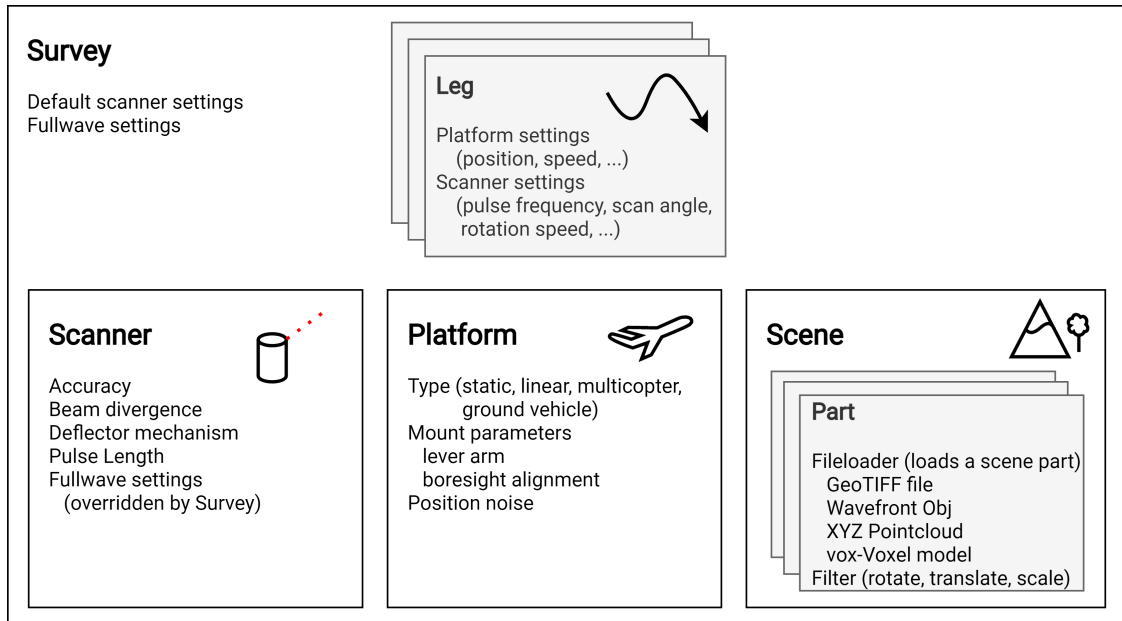 Survey
Default scanner settings
Fullwave settings
Leg
Platform settings
(position, speed, ...)
Scanner settings
(pulse frequency, scan angle,
rotation speed, ...)
Scanner
Accuracy
Beam divergence
Deflector mechanism
Pulse Length
Fullwave settings
(overridden by Survey)
Platform
Type (static, linear, multicopter,
ground vehicle)
Mount parameters
lever arm
boresight alignment
Position noise
Scene
Part
Fileloader (loads a scene part)
GeoTIFF file
Wavefront Obj
XYZ Pointcloud
vox-Voxel model
Filter (rotate, translate, scale)